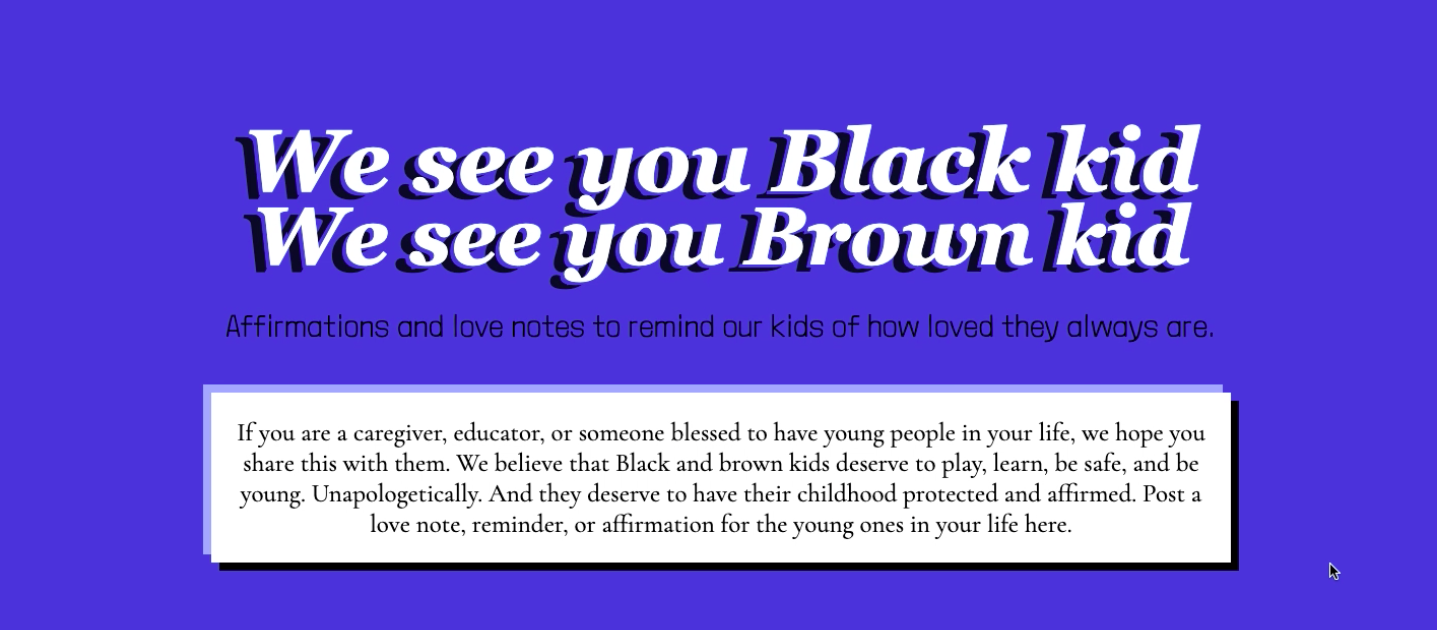 We see you Black kid
We see you Brown kid
Affirmations and love notes to remind our kids of how loved they always are.
If you are a caregiver, educator, or someone blessed to have young people in your life, we hope you
share this with them. We believe that Black and brown kids deserve to play, learn, be safe, and be
young. Unapologetically. And they deserve to have their childhood protected and affirmed. Post a
love note, reminder, or affirmation for the young ones in your life here.